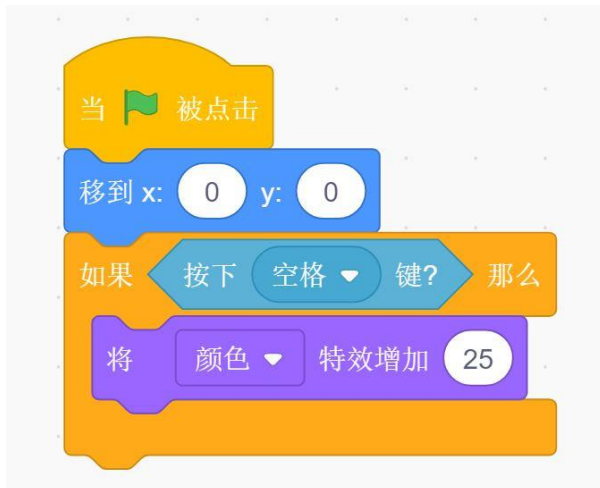 当 被点击
移到 x: 0 y: 0
如果 按下 空格 键? 那么
将 颜色 特效增加 25